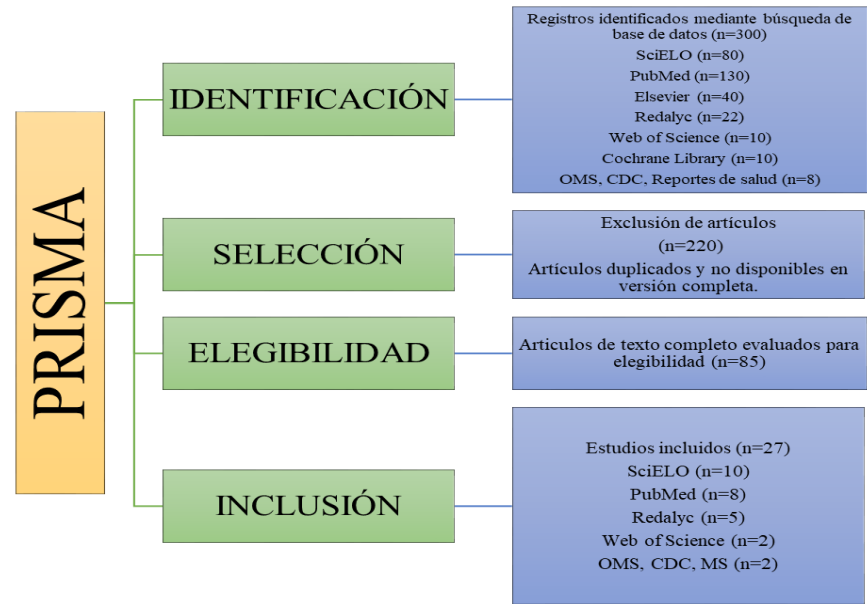 PRISMA
IDENTIFICACIÓN
Registros identificados mediante búsqueda de
base de datos (n=300)
SciELO (n=80)
PubMed (n=130)
Elsevier (n=40)
Redalyc (n=22)
Web of Science (n=10)
Cochrane Library (n=10)
OMS, CDC, Reportes de salud (n=8)
SELECCIÓN
Exclusión de artículos
(n=220)
Artículos duplicados y no disponibles en
versión completa.
ELEGIBILIDAD
Articulos de texto completo evaluados para
elegibilidad (n=85)
INCLUSIÓN
Estudios incluidos (n=27)
SciELO (n=10)
PubMed (n=8)
Redalyc (n=5)
Web of Science (n=2)
OMS, CDC, MS (n=2)